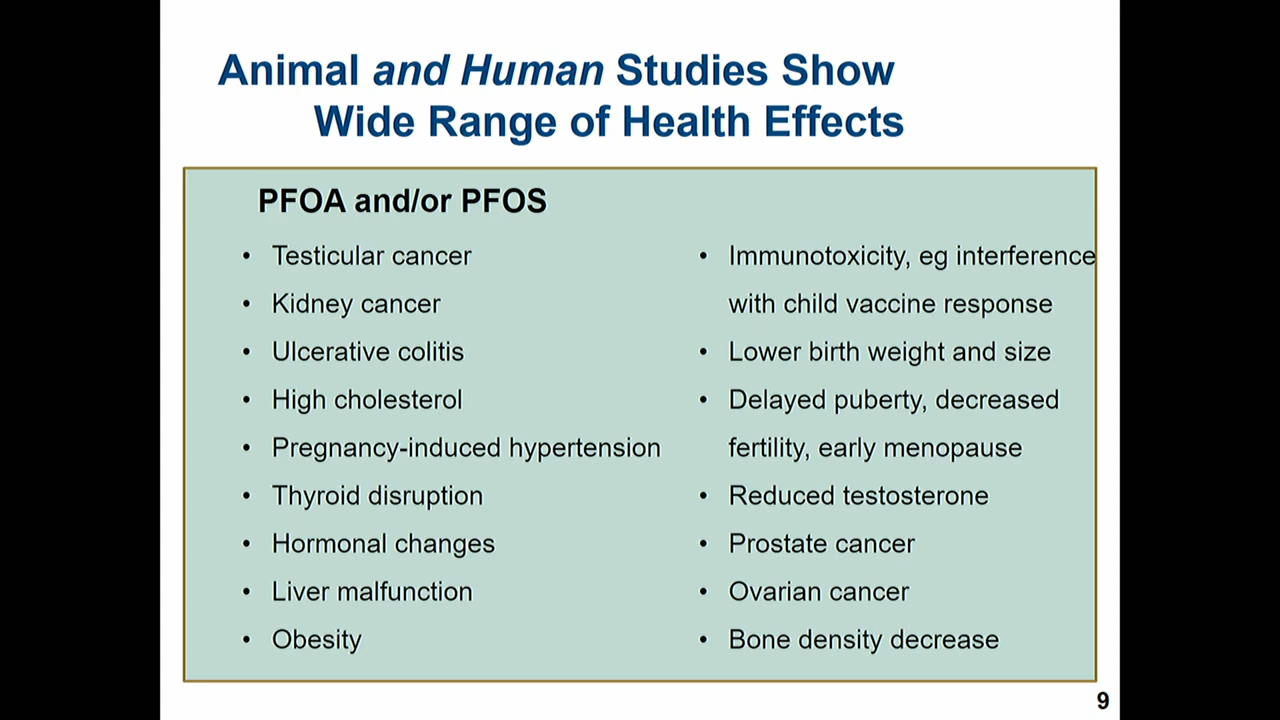 Animal and Human Studies Show
Wide Range of Health Effects
PFOA and/or PFOS
• Testicular cancer
• Kidney cancer
• Ulcerative colitis
• High cholesterol
• Pregnancy-induced hypertension
• Thyroid disruption
• Hormonal changes
• Liver malfunction
• Obesity
• Immunotoxicity, eg interference
with child vaccine response
• Lower birth weight and size
• Delayed puberty, decreased
fertility, early menopause
• Reduced testosterone
• Prostate cancer
• Ovarian cancer
• Bone density decrease
9